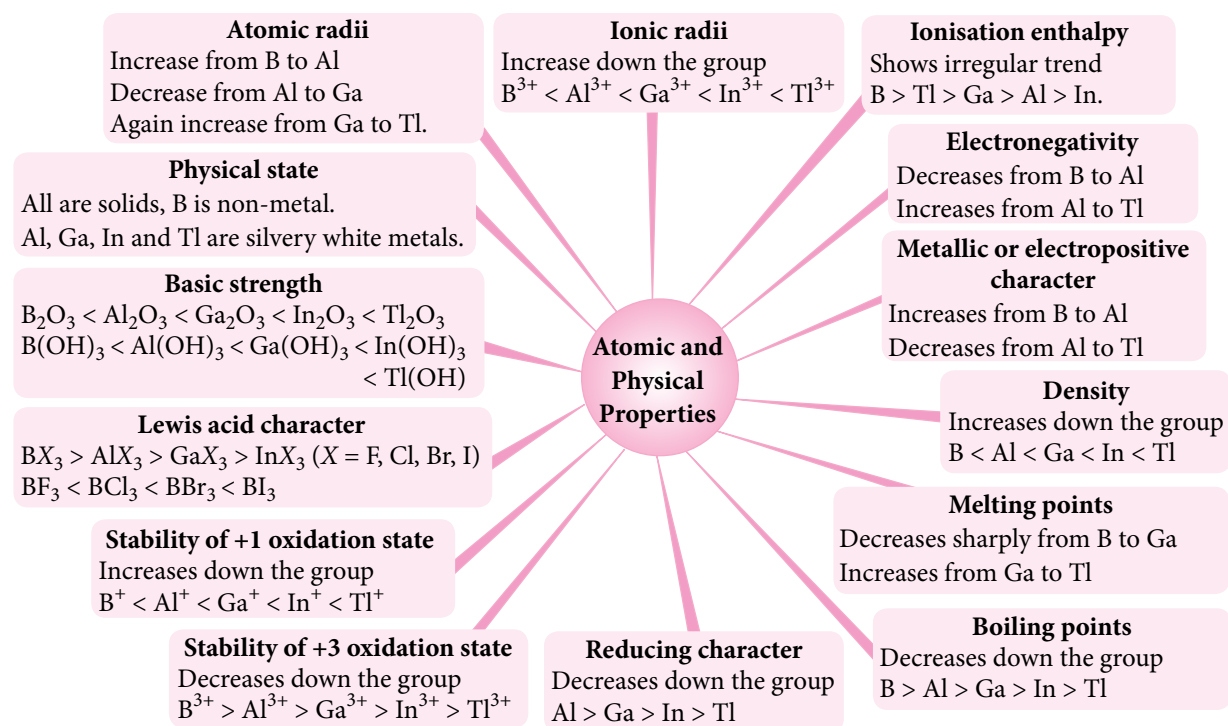 Atomic radii
Increase from B to Al
Decrease from Al to Ga
Again increase from Ga to Tl.
Ionic radii
Increase down the group
B³⁺ < Al³⁺ < Ga³⁺ < In³⁺ < Tl³⁺
Ionisation enthalpy
Shows irregular trend
B > Tl > Ga > Al > In.
Physical state
All are solids, B is non-metal.
Al, Ga, In and Tl are silvery white metals.
Electronegativity
Decreases from B to Al
Increases from Al to Tl
Basic strength
B₂O₃ < Al₂O₃ < Ga₂O₃ < In₂O₃ < Tl₂O₃
B(OH)₃ < Al(OH)₃ < Ga(OH)₃ < In(OH)₃
< Tl(OH)
Metallic or electropositive
character
Increases from B to Al
Decreases from Al to Tl
Atomic and
Physical
Properties
Lewis acid character
BX₃ > AlX₃ > GaX₃ > InX₃ (X = F, Cl, Br, I)
BF₃ < BCl₃ < BBr₃ < BI₃
Density
Increases down the group
B < Al < Ga < In < Tl
Stability of +1 oxidation state
Increases down the group
B⁺ < Al⁺ < Ga⁺ < In⁺ < Tl⁺
Melting points
Decreases sharply from B to Ga
Increases from Ga to Tl
Stability of +3 oxidation state
Decreases down the group
B³⁺ > Al³⁺ > Ga³⁺ > In³⁺ > Tl³⁺
Reducing character
Decreases down the group
Al > Ga > In > Tl
Boiling points
Decreases down the group
B > Al > Ga > In > Tl